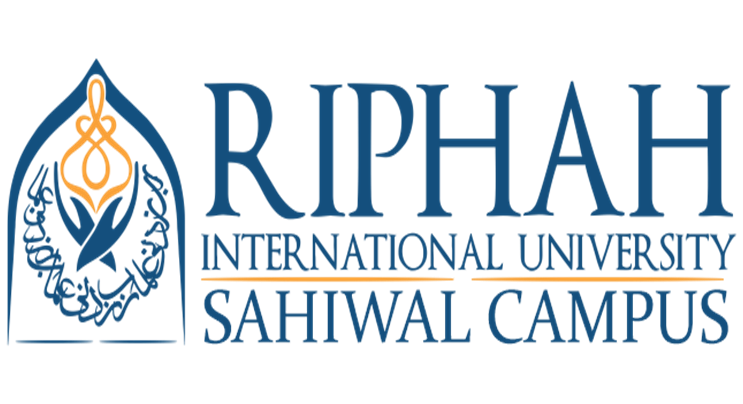 RIPHAH
INTERNATIONAL UNIVERSITY
SAHIWAL CAMPUS